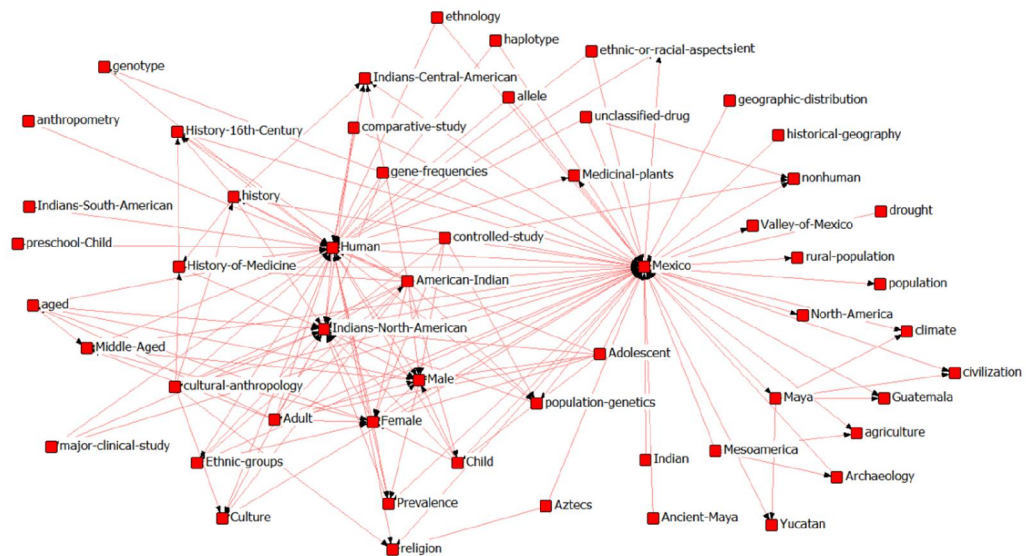 ethnology
haplotype
ethnic-or-racial-aspects
ient
genotype
Indians-Central-American
allele
geographic-distribution
anthropometry
History-16th-Century
comparative-study
unclassified-drug
historical-geography
gene-frequencies
Medicinal-plants
nonhuman
history
Indians-South-American
Valley-of-Mexico
drought
preschool-Child
Human
controlled-study
rural-population
History-of-Medicine
American-Indian
Mexico
population
aged
North-America
Indians-North-American
climate
Middle-Aged
Adolescent
cultural-anthropology
Male
civilization
Maya
Guatemala
population-genetics
Adult
Female
agriculture
major-clinical-study
Mesoamerica
Ethnic-groups
Child
Indian
Archaeology
Prevalence
Aztecs
Culture
Ancient-Maya
Yucatan
religion